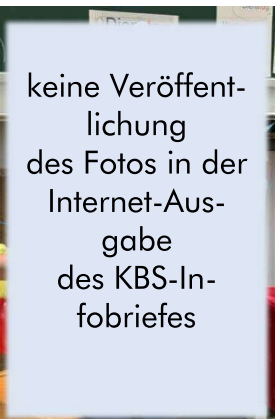 keine Veröffent-
lichung
des Fotos in der
Internet-Aus-
gabe
des KBS-In-
fobriefes